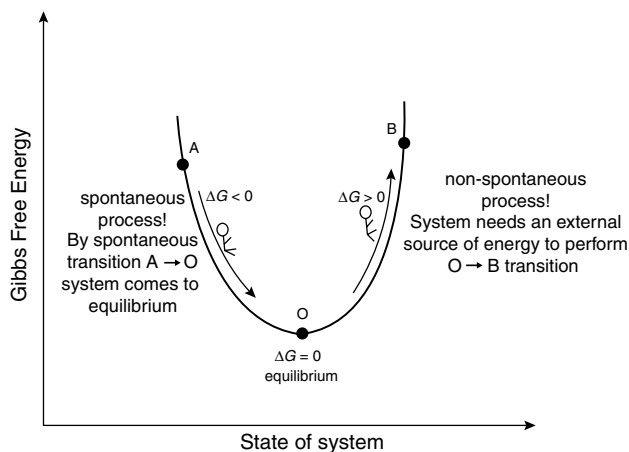 Gibbs Free Energy
A
B
ΔG < 0
ΔG > 0
spontaneous
process!
By spontaneous
transition A → O
system comes to
equilibrium
non-spontaneous
process!
System needs an external
source of energy to perform
O → B transition
O
ΔG = 0
equilibrium
State of system